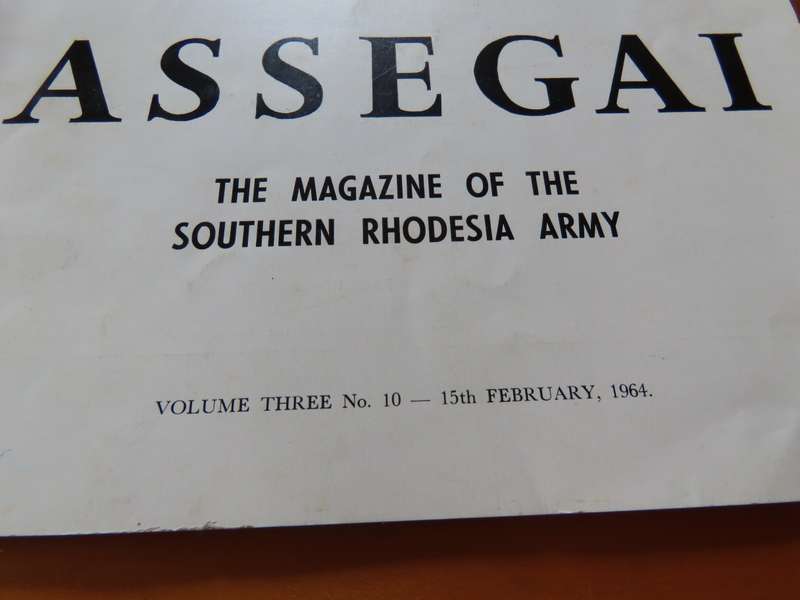 ASSEGAI
THE MAGAZINE OF THE
SOUTHERN RHODESIA ARMY
VOLUME THREE No. 10 — 15th FEBRUARY, 1964.